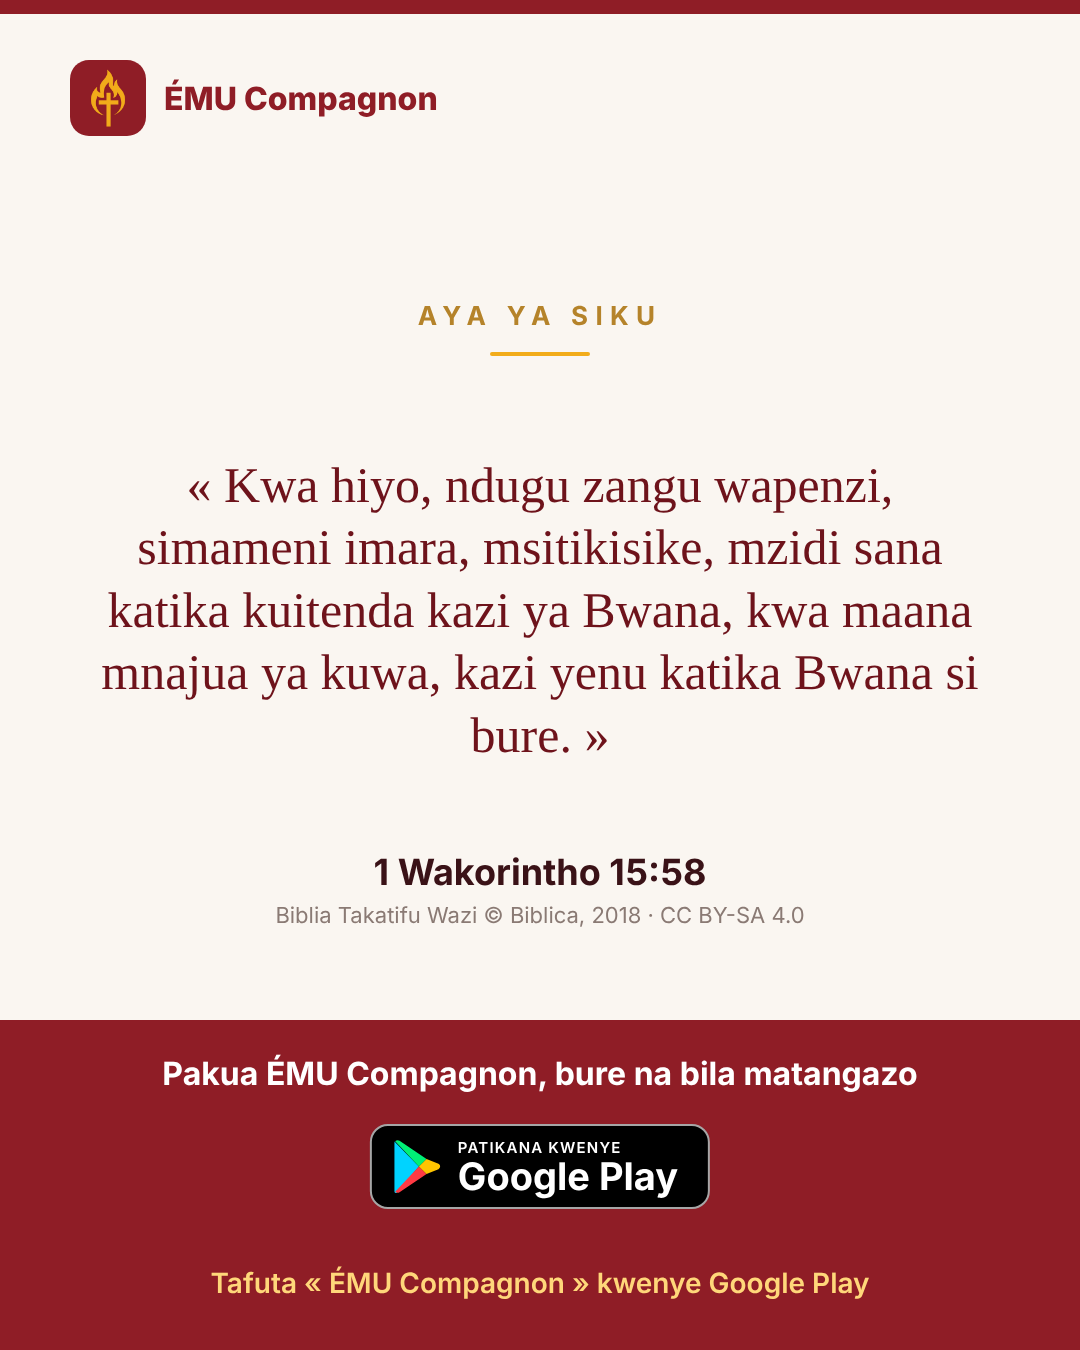 ÉMU Compagnon
AYA YA SIKU
« Kwa hiyo, ndugu zangu wapenzi,
simameni imara, msitikisike, mzidi sana
katika kuitenda kazi ya Bwana, kwa maana
mnajua ya kuwa, kazi yenu katika Bwana si
bure. »
1 Wakorintho 15:58
Biblia Takatifu Wazi © Biblica, 2018 · CC BY-SA 4.0
Pakua ÉMU Compagnon, bure na bila matangazo
PATIKANA KWENYE
Google Play
Tafuta « ÉMU Compagnon » kwenye Google Play